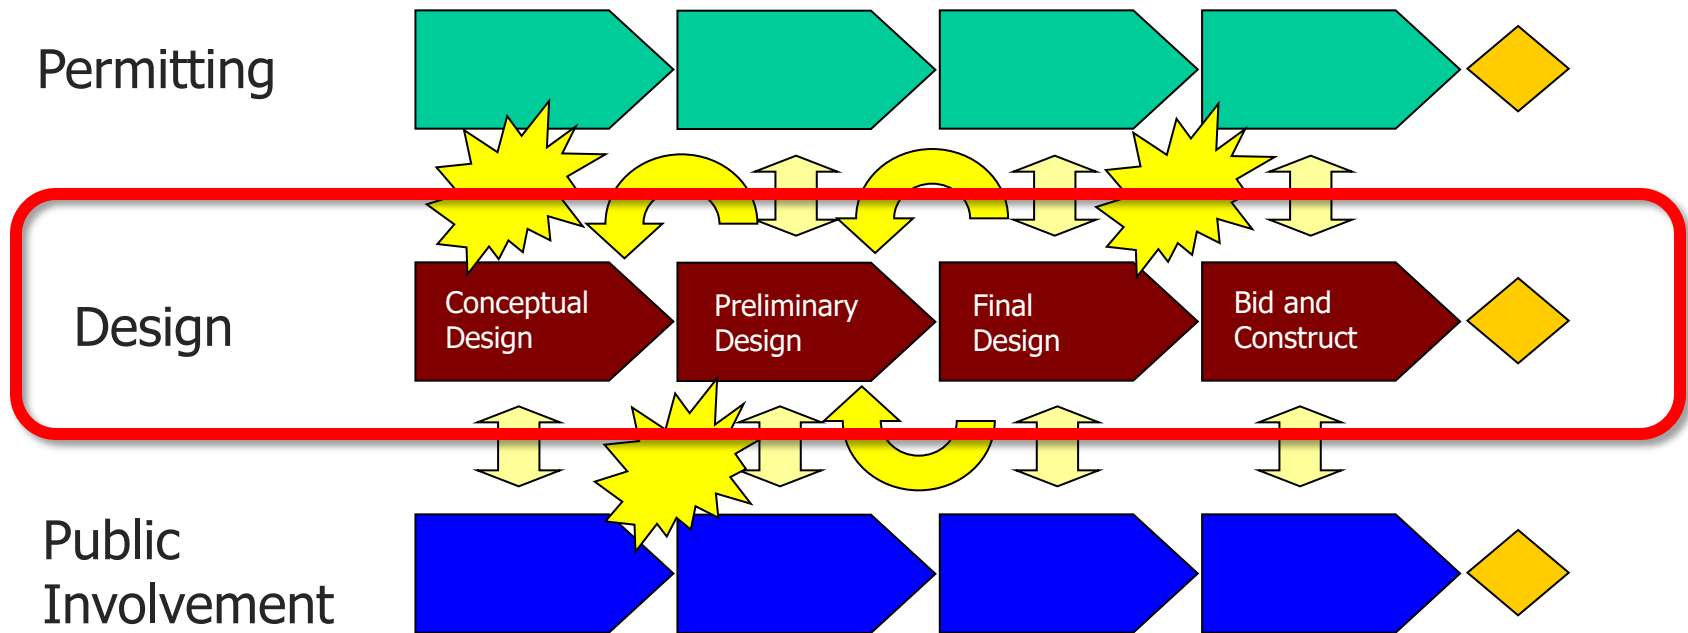 Permitting
Design
Conceptual
Design
Preliminary
Design
Final
Design
Bid and
Construct
Public
Involvement